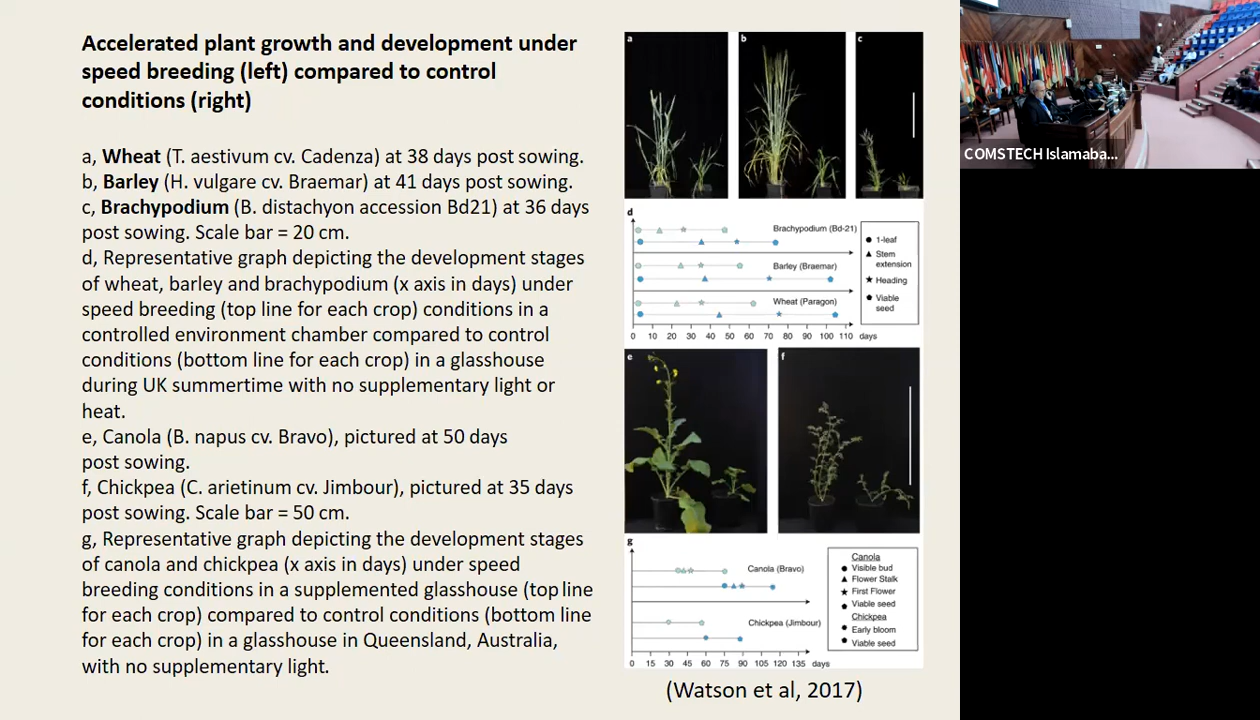 Accelerated plant growth and development under
speed breeding (left) compared to control
conditions (right)
a, Wheat (T. aestivum cv. Cadenza) at 38 days post sowing.
b, Barley (H. vulgare cv. Braemar) at 41 days post sowing.
c, Brachypodium (B. distachyon accession Bd21) at 36 days
post sowing. Scale bar = 20 cm.
d, Representative graph depicting the development stages
of wheat, barley and brachypodium (x axis in days) under
speed breeding (top line for each crop) conditions in a
controlled environment chamber compared to control
conditions (bottom line for each crop) in a glasshouse
during UK summertime with no supplementary light or
heat.
e, Canola (B. napus cv. Bravo), pictured at 50 days
post sowing.
f, Chickpea (C. arietinum cv. Jimbour), pictured at 35 days
post sowing. Scale bar = 50 cm.
g, Representative graph depicting the development stages
of canola and chickpea (x axis in days) under speed
breeding conditions in a supplemented glasshouse (top line
for each crop) compared to control conditions (bottom line
for each crop) in a glasshouse in Queensland, Australia,
with no supplementary light.
a b c
d
Brachypodium (Bd-21)
Barley (Braemar)
Wheat (Paragon)
1-leaf
Stem
extension
Heading
Viable
seed
0 10 20 30 40 50 60 70 80 90 100 110 days
e f
g
Canola (Bravo)
Chickpea (Jimbour)
Canola
Visible bud
Flower Stalk
First Flower
Viable seed
Chickpea
Early bloom
Viable seed
0 15 30 45 60 75 90 105 120 135 days
(Watson et al, 2017)
COMSTECH Islamaba...